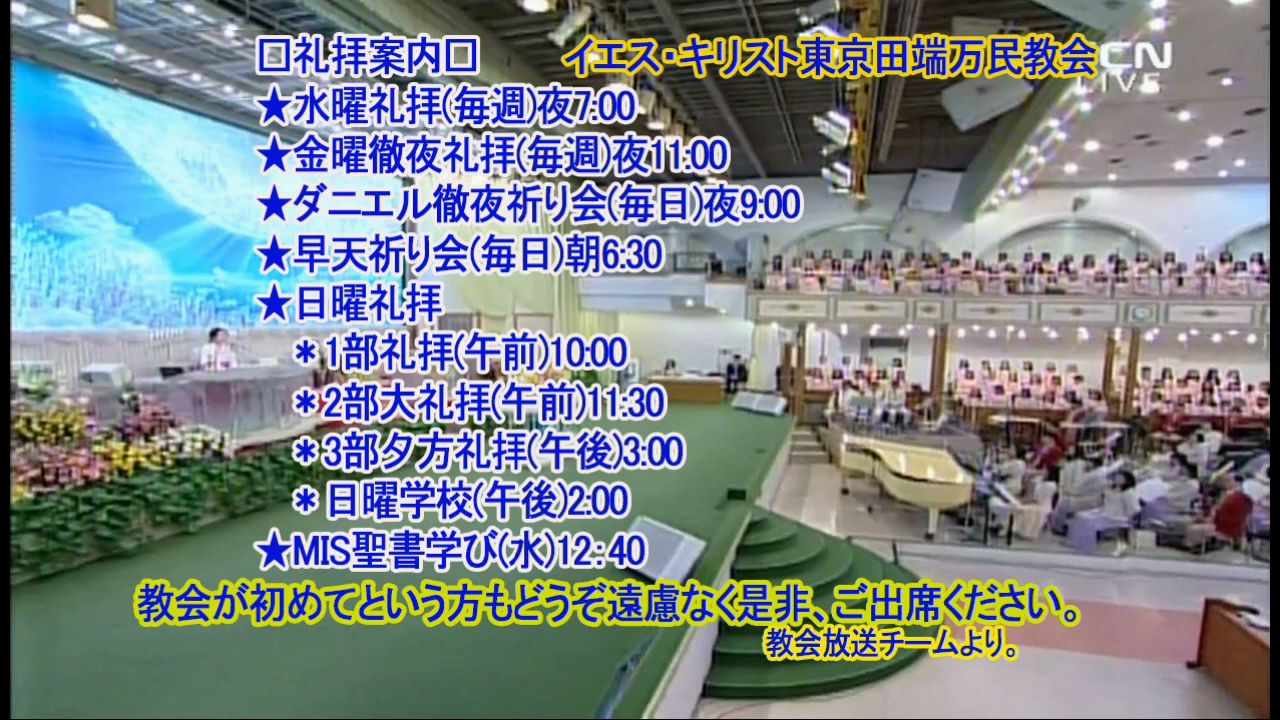 □礼拝案内□ イエス・キリスト東京田端万民教会
CN
LIVE
★水曜礼拝(毎週)夜7:00
★金曜徹夜礼拝(毎週)夜11:00
★ダニエル徹夜祈り会(毎日)夜9:00
★早天祈り会(毎日)朝6:30
★日曜礼拝
＊1部礼拝(午前)10:00
＊2部大礼拝(午前)11:30
＊3部夕方礼拝(午後)3:00
＊日曜学校(午後)2:00
★MIS聖書学び(水)12:40
教会が初めてという方もどうぞ遠慮なく是非、ご出席ください。
教会放送チームより。